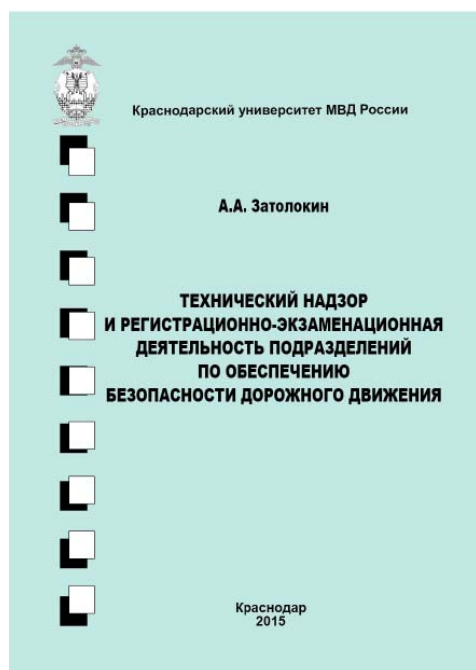 Краснодарский университет МВД России
А.А. Затолокин
ТЕХНИЧЕСКИЙ НАДЗОР
И РЕГИСТРАЦИОННО-ЭКЗАМЕНАЦИОННАЯ
ДЕЯТЕЛЬНОСТЬ ПОДРАЗДЕЛЕНИЙ
ПО ОБЕСПЕЧЕНИЮ
БЕЗОПАСНОСТИ ДОРОЖНОГО ДВИЖЕНИЯ
Краснодар
2015